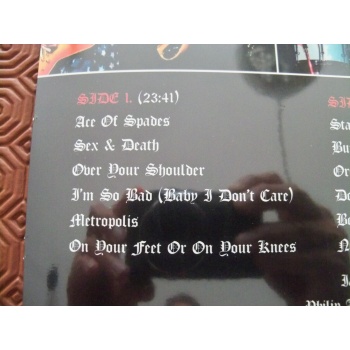 SIDE 1. (23:41)
Ace Of Spades
Sex & Death
Over Your Shoulder
I'm So Bad (Baby I Don't Care)
Metropolis
On Your Feet Or On Your Knees
Philip